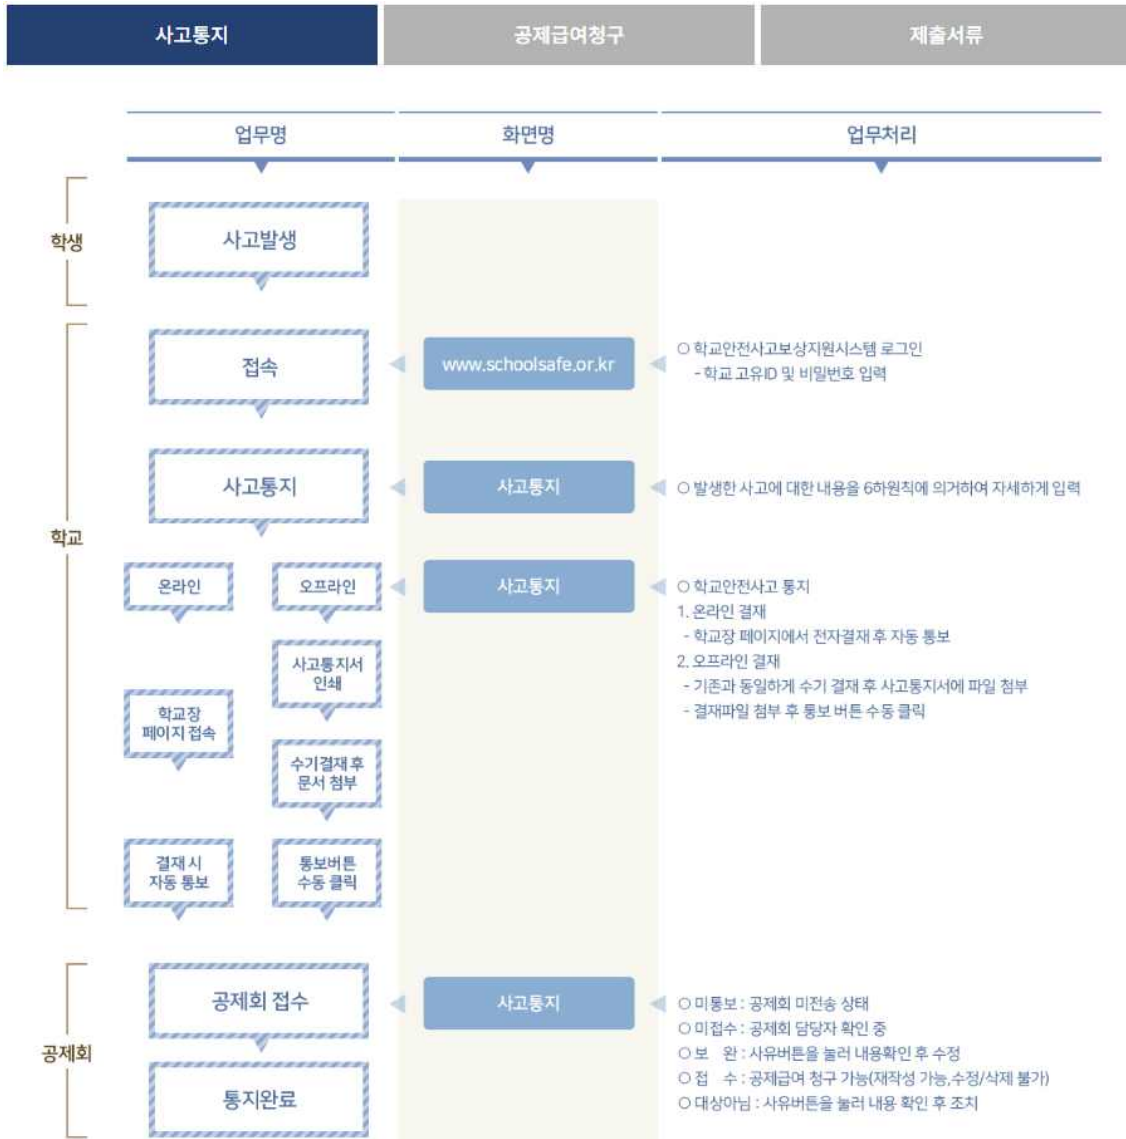 사고통지
공제급여청구
제출서류
업무명
화면명
업무처리
학생
사고발생
학교
접속
www.schoolsafe.or.kr
○ 학교안전사고보상지원시스템 로그인
- 학교 고유ID 및 비밀번호 입력
사고통지
사고통지
○ 발생한 사고에 대한 내용을 6하원칙에 의거하여 자세하게 입력
온라인
오프라인
사고통지
○ 학교안전사고 통지
1. 온라인 결재
- 학교장 페이지에서 전자결재 후 자동 통보
2. 오프라인 결재
- 기존과 동일하게 수기 결재 후 사고통지서에 파일 첨부
- 결재파일 첨부 후 통보 버튼 수동 클릭
사고통지서
인쇄
학교장
페이지 접속
수기결재 후
문서 첨부
결재 시
자동 통보
통보버튼
수동 클릭
공제회
공제회 접수
사고통지
○ 미통보 : 공제회 미전송 상태
○ 미접수 : 공제회 담당자 확인 중
○ 보 완 : 사유버튼을 눌러 내용확인 후 수정
○ 접 수 : 공제급여 청구 가능(재작성 가능,수정/삭제 불가)
○ 대상아님 : 사유버튼을 눌러 내용 확인 후 조치
통지완료